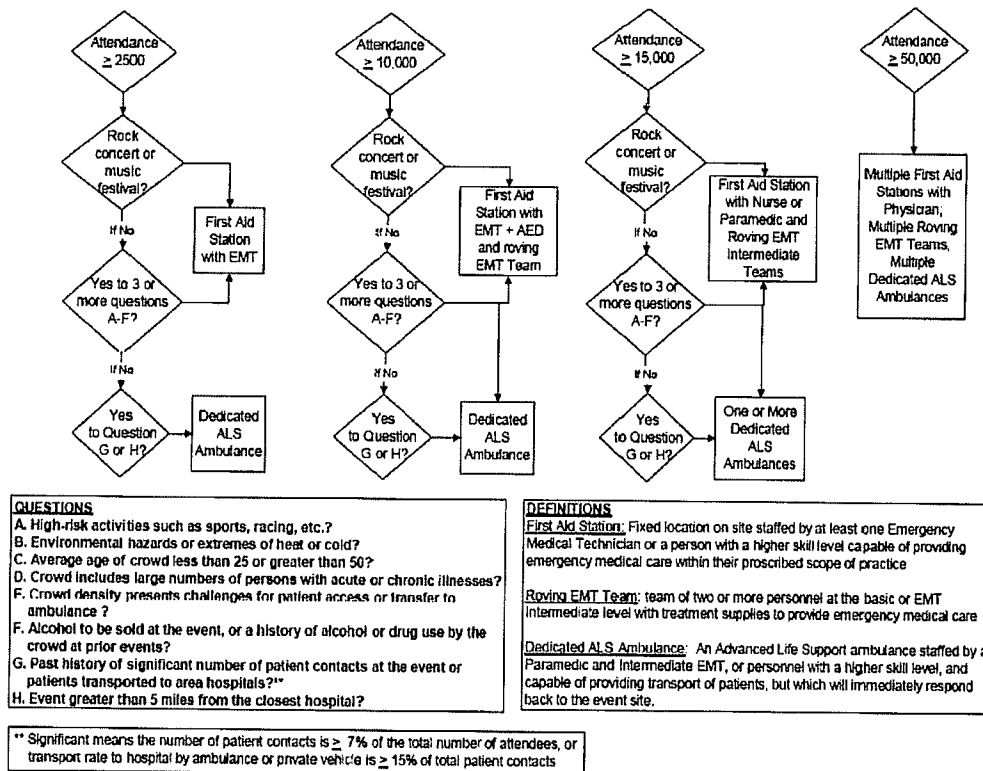 Attendance
≥ 2500
Rock
concert or
music
festival?
If No
First Aid
Station
with EMT
Yes to 3 or
more questions
A-F?
If No
Yes
to Question
G or H?
Dedicated
ALS
Ambulance
Attendance
≥ 10,000
Rock
concert or
music
festival?
If No
First Aid
Station with
EMT + AED
and roving
EMT Team
Yes to 3 or
more questions
A-F?
If No
Yes
to Question
G or H?
Dedicated
ALS
Ambulance
Attendance
≥ 15,000
Rock
concert or
music
festival?
If No
First Aid Station
with Nurse or
Paramedic and
Roving EMT
Intermediate
Teams
Yes to 3 or
more questions
A-F?
If No
Yes
to Question
G or H?
One or More
Dedicated
ALS
Ambulances
Attendance
≥ 50,000
Multiple First Aid
Stations with
Physician;
Multiple Roving
EMT Teams,
Multiple
Dedicated ALS
Ambulances
QUESTIONS
A. High-risk activities such as sports, racing, etc.?
B. Environmental hazards or extremes of heat or cold?
C. Average age of crowd less than 25 or greater than 50?
D. Crowd includes large numbers of persons with acute or chronic illnesses?
E. Crowd density presents challenges for patient access or transfer to
ambulance ?
F. Alcohol to be sold at the event, or a history of alcohol or drug use by the
crowd at prior events?
G. Past history of significant number of patient contacts at the event or
patients transported to area hospitals?**
H. Event greater than 5 miles from the closest hospital?
DEFINITIONS
First Aid Station: Fixed location on site staffed by at least one Emergency
Medical Technician or a person with a higher skill level capable of providing
emergency medical care within their proscribed scope of practice
Roving EMT Team: team of two or more personnel at the basic or EMT
Intermediate level with treatment supplies to provide emergency medical care
Dedicated ALS Ambulance: An Advanced Life Support ambulance staffed by a
Paramedic and Intermediate EMT, or personnel with a higher skill level, and
capable of providing transport of patients, but which will immediately respond
back to the event site.
** Significant means the number of patient contacts is ≥ 7% of the total number of attendees, or
transport rate to hospital by ambulance or private vehicle is ≥ 15% of total patient contacts